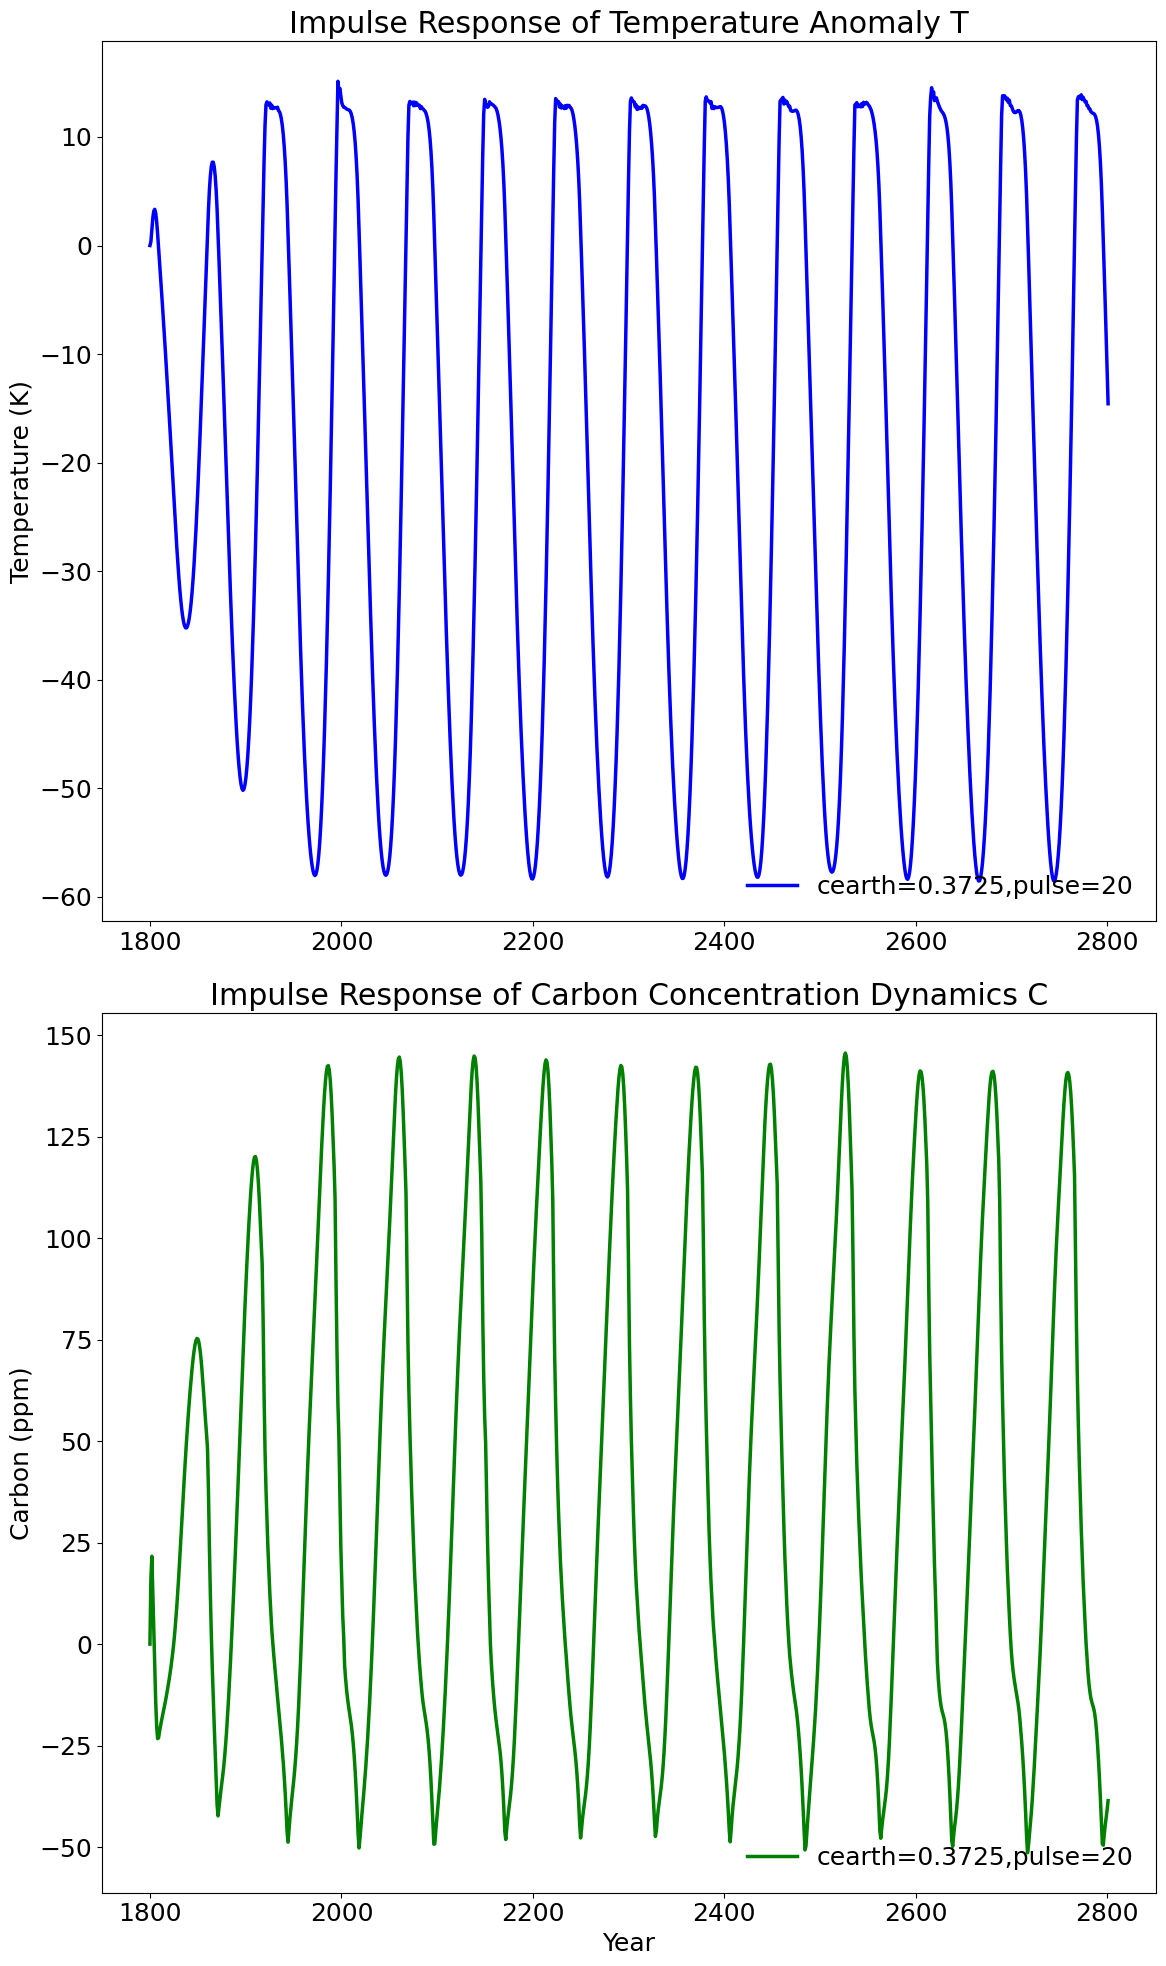 Impulse Response of Temperature Anomaly T
Temperature (K)
10
0
−10
−20
−30
−40
−50
−60
cearth=0.3725,pulse=20
1800 2000 2200 2400 2600 2800
Impulse Response of Carbon Concentration Dynamics C
Carbon (ppm)
150
125
100
75
50
25
0
−25
−50
cearth=0.3725,pulse=20
1800 2000 2200 2400 2600 2800
Year